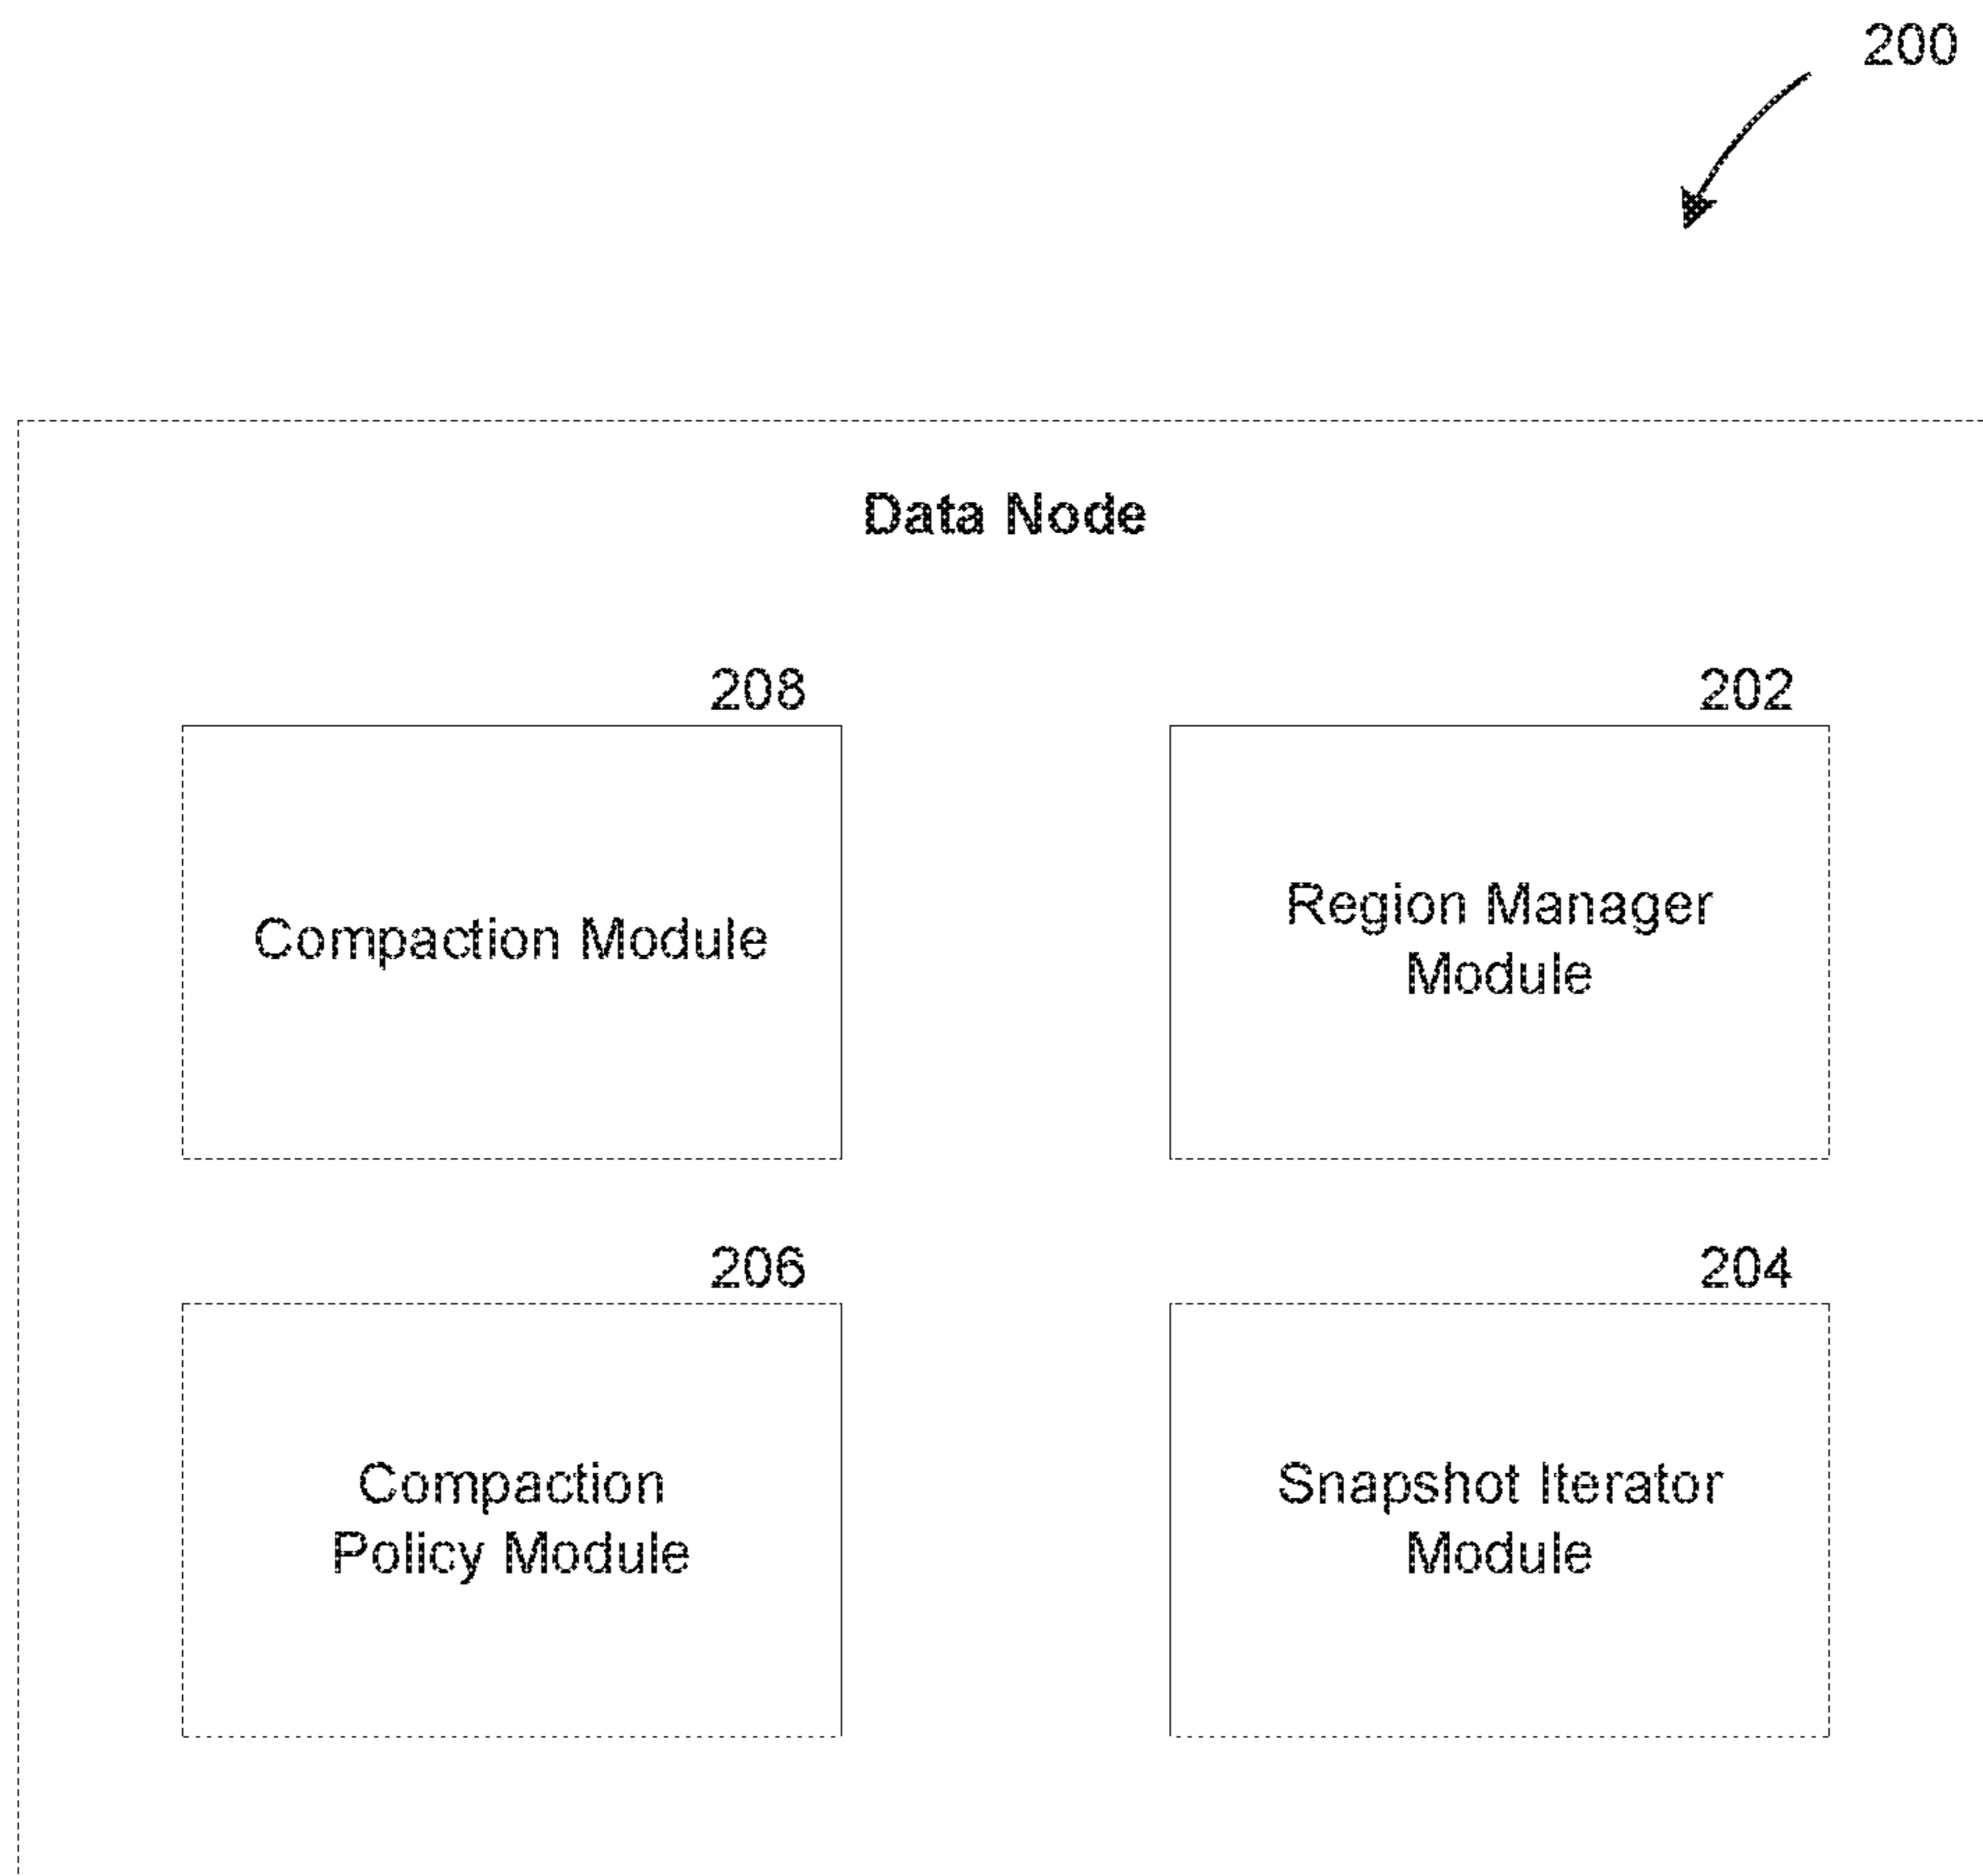 200
Data Node
208
202
Compaction Module
Region Manager
Module
206
204
Compaction
Policy Module
Snapshot Iterator
Module